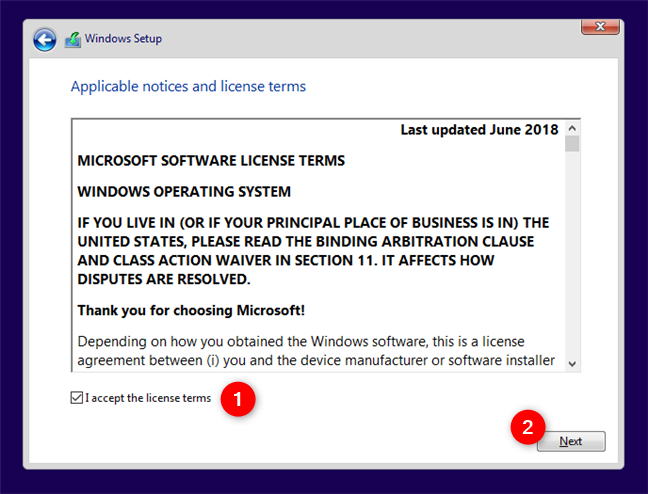 Windows Setup
Applicable notices and license terms
Last updated June 2018
MICROSOFT SOFTWARE LICENSE TERMS
WINDOWS OPERATING SYSTEM
IF YOU LIVE IN (OR IF YOUR PRINCIPAL PLACE OF BUSINESS IS IN) THE
UNITED STATES, PLEASE READ THE BINDING ARBITRATION CLAUSE
AND CLASS ACTION WAIVER IN SECTION 11. IT AFFECTS HOW
DISPUTES ARE RESOLVED.
Thank you for choosing Microsoft!
Depending on how you obtained the Windows software, this is a license
agreement between (i) you and the device manufacturer or software installer
I accept the license terms
1
2
Next